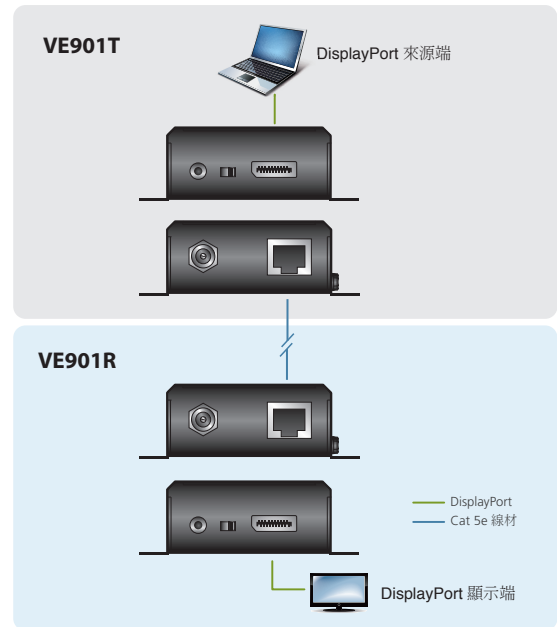 VE901T
DisplayPort 來源端
VE901R
DisplayPort
Cat 5e 線材
DisplayPort 顯示端